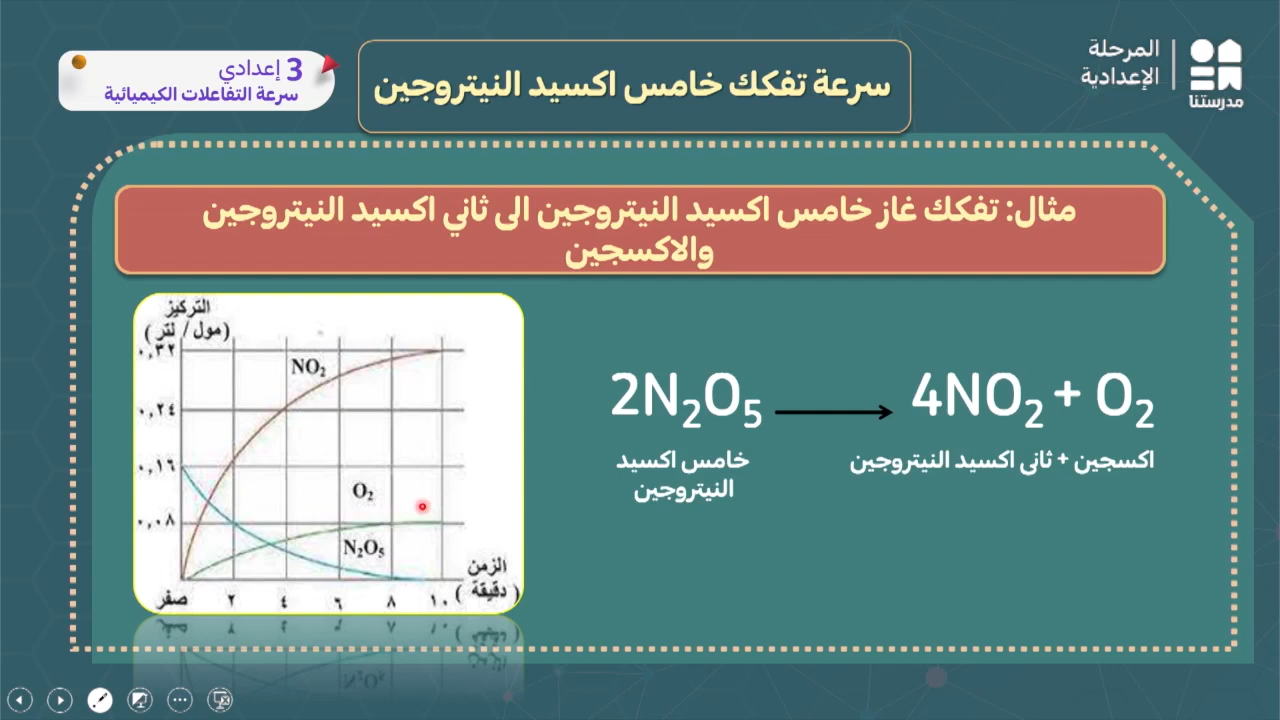 المرحلة
الإعدادية
مدرستنا
سرعة تفكك خامس اكسيد النيتروجين
3 إعدادي
سرعة التفاعلات الكيميائية
مثال: تفكك غاز خامس اكسيد النيتروجين الى ثاني اكسيد النيتروجين
والاكسجين
2N₂O₅ → 4NO₂ + O₂
خامس اكسيد
النيتروجين
اكسجين + ثانى اكسيد النيتروجين
التركيز
(مول / لتر)
٠,٣٢
٠,٢٤
٠,١٦
٠,٠٨
NO₂
O₂
N₂O₅
الزمن
(دقيقة)
صفر ٢ ٤ ٦ ٨ ١٠